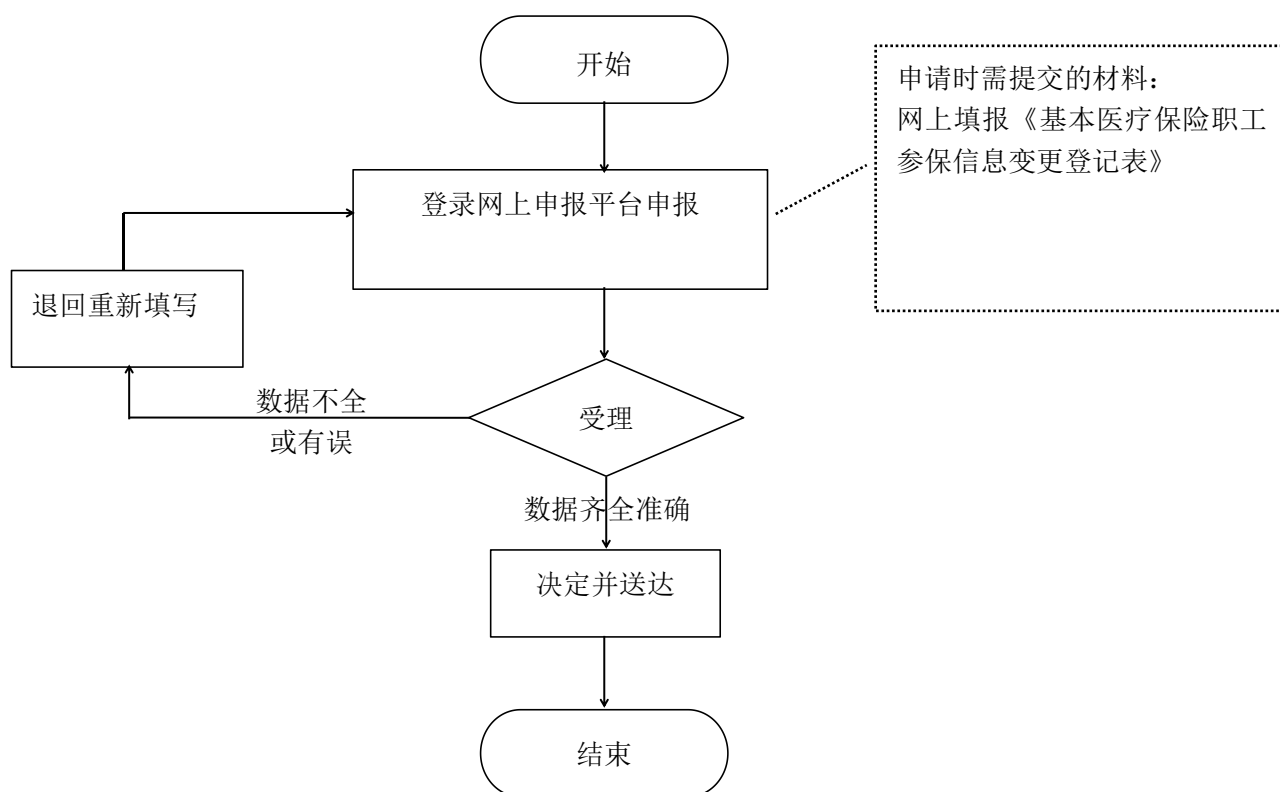 开始
申请时需提交的材料：
网上填报《基本医疗保险职工
参保信息变更登记表》
登录网上申报平台申报
退回重新填写
数据不全
或有误
受理
数据齐全准确
决定并送达
结束